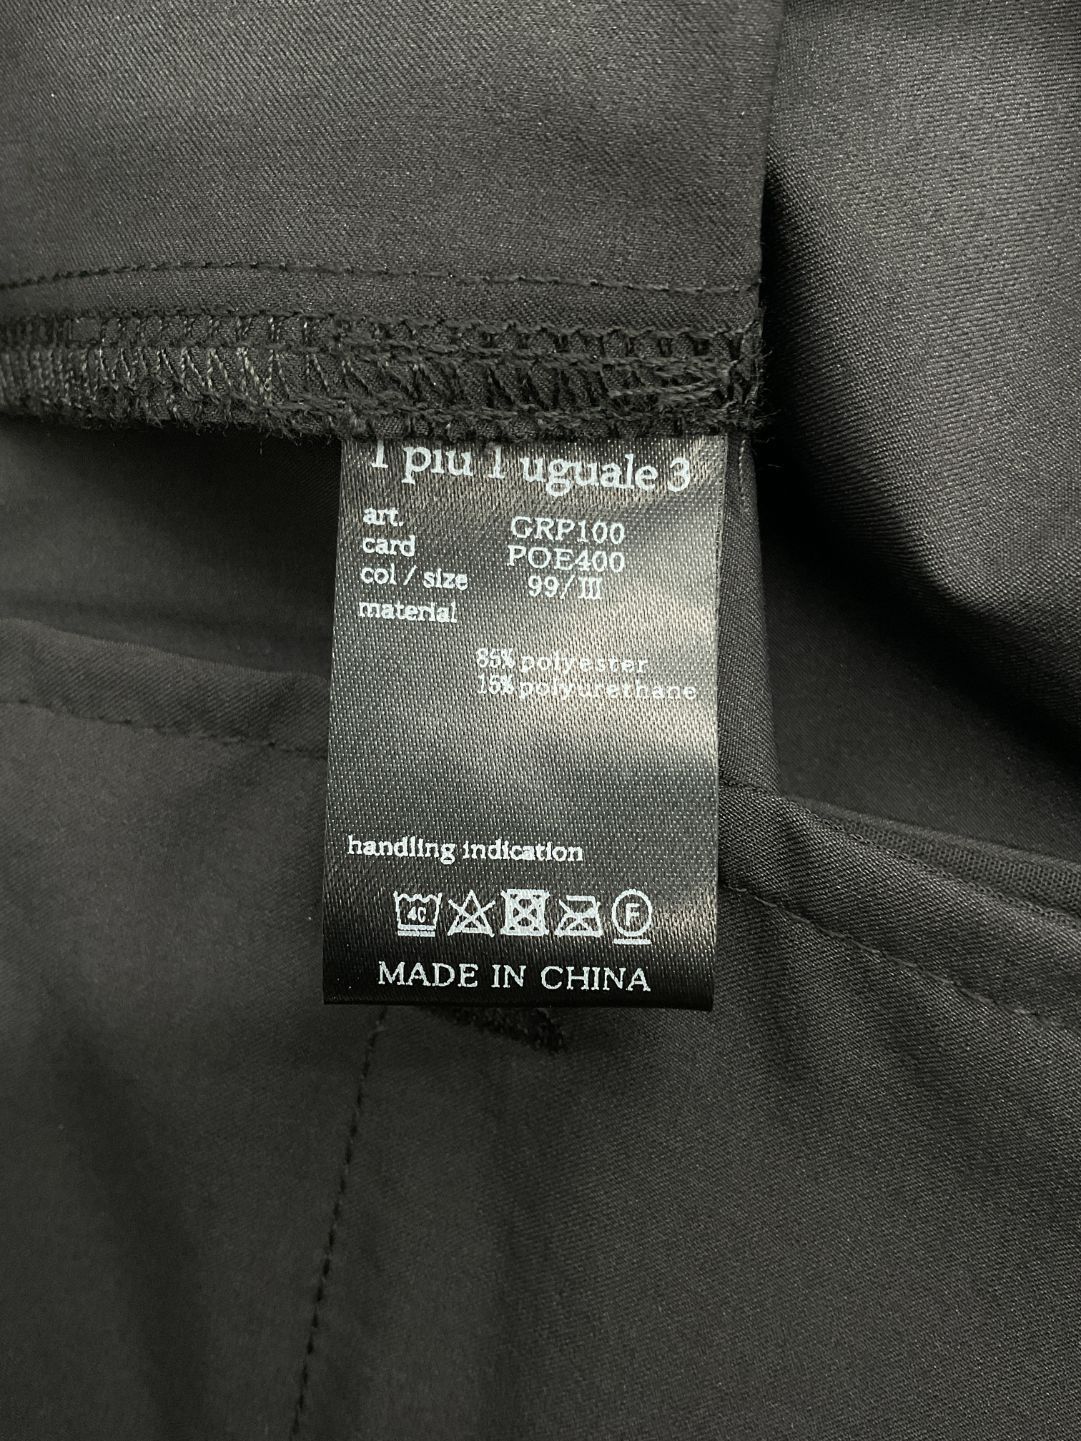 1 piu 1 uguale 3
art. GRP100
card POE400
col / size 99/III
material
85% polyester
15% polyurethane
handling indication
40 F
MADE IN CHINA